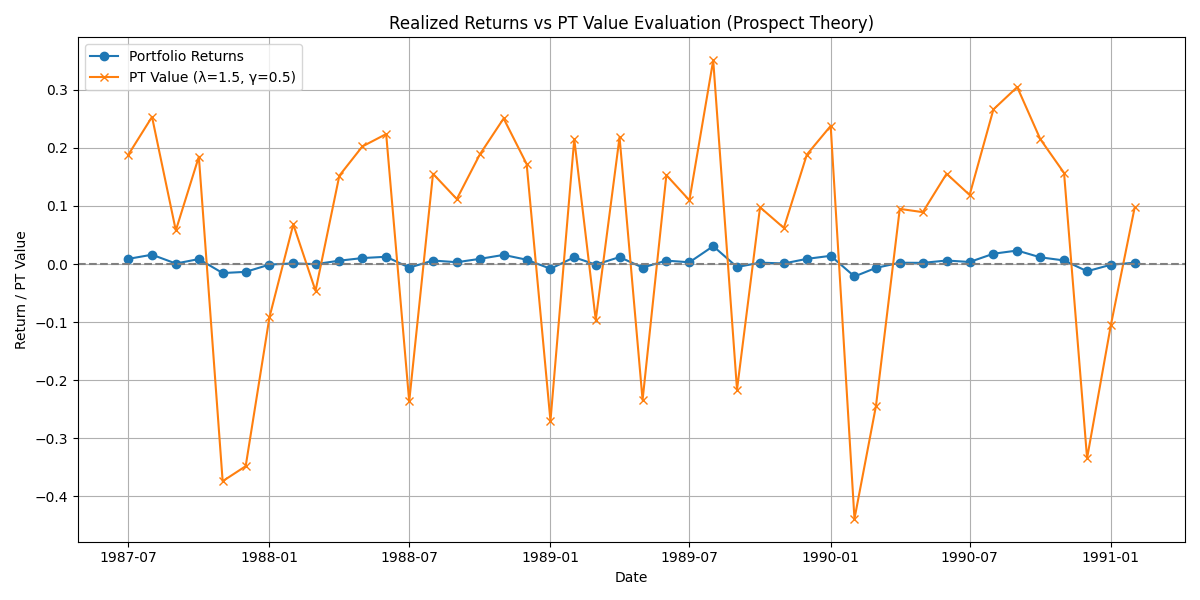 Realized Returns vs PT Value Evaluation (Prospect Theory)
Portfolio Returns
PT Value (λ=1.5, γ=0.5)
Return / PT Value
0.3
0.2
0.1
0.0
−0.1
−0.2
−0.3
−0.4
1987-07 1988-01 1988-07 1989-01 1989-07 1990-01 1990-07 1991-01
Date